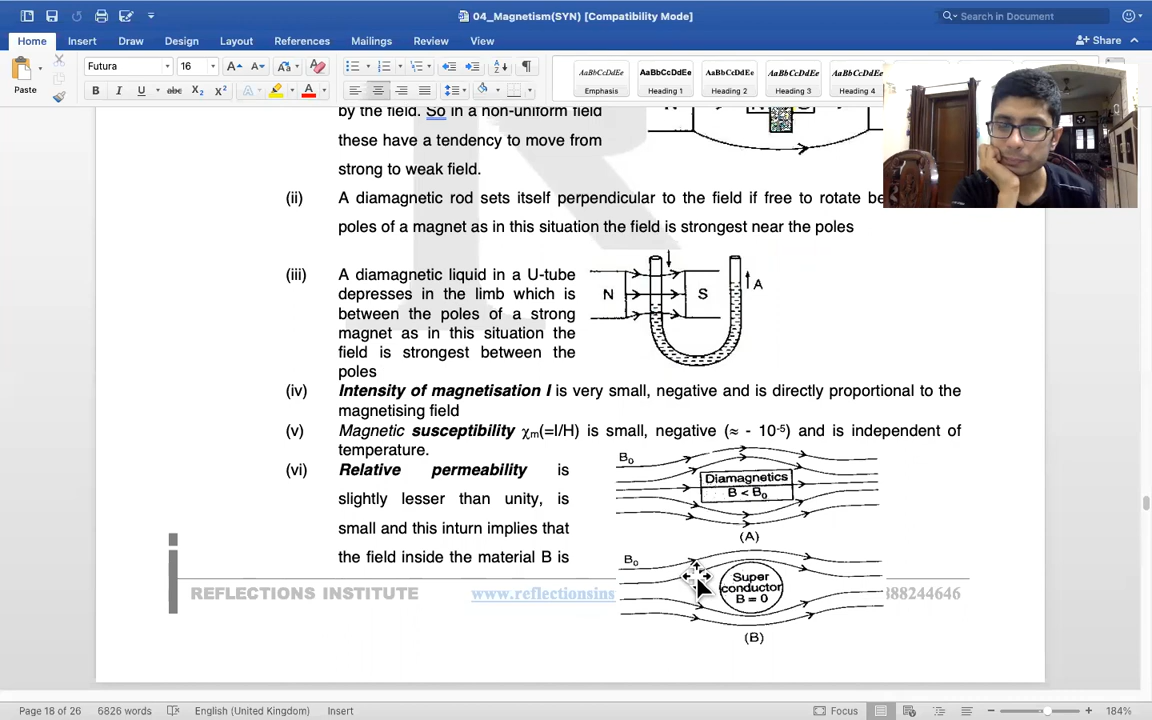 04_Magnetism(SYN) [Compatibility Mode]
Search in Document
Home Insert Draw Design Layout References Mailings Review View
Share
Paste
Futura 16
B I U abc X₂ X² A A
AaBbCcDdEe AaBbCcDdEe AaBbCcDdEe AaBbCcDdEe AaBbCcDdEe
Emphasis Heading 1 Heading 2 Heading 3 Heading 4
by the field. So in a non-uniform field
these have a tendency to move from
strong to weak field.
(ii) A diamagnetic rod sets itself perpendicular to the field if free to rotate be
poles of a magnet as in this situation the field is strongest near the poles
(iii) A diamagnetic liquid in a U-tube
depresses in the limb which is
between the poles of a strong
magnet as in this situation the
field is strongest between the
poles
N S A
(iv) Intensity of magnetisation I is very small, negative and is directly proportional to the
magnetising field
(v) Magnetic susceptibility χm(=I/H) is small, negative (≈ - 10-5) and is independent of
temperature.
(vi) Relative permeability is
slightly lesser than unity, is
small and this inturn implies that
the field inside the material B is
B₀
Diamagnetics
B < B₀
(A)
B₀
Super
conductor
B = 0
(B)
REFLECTIONS INSTITUTE www.reflectionsins 888244646
Page 18 of 26 6826 words English (United Kingdom) Insert Focus 184%